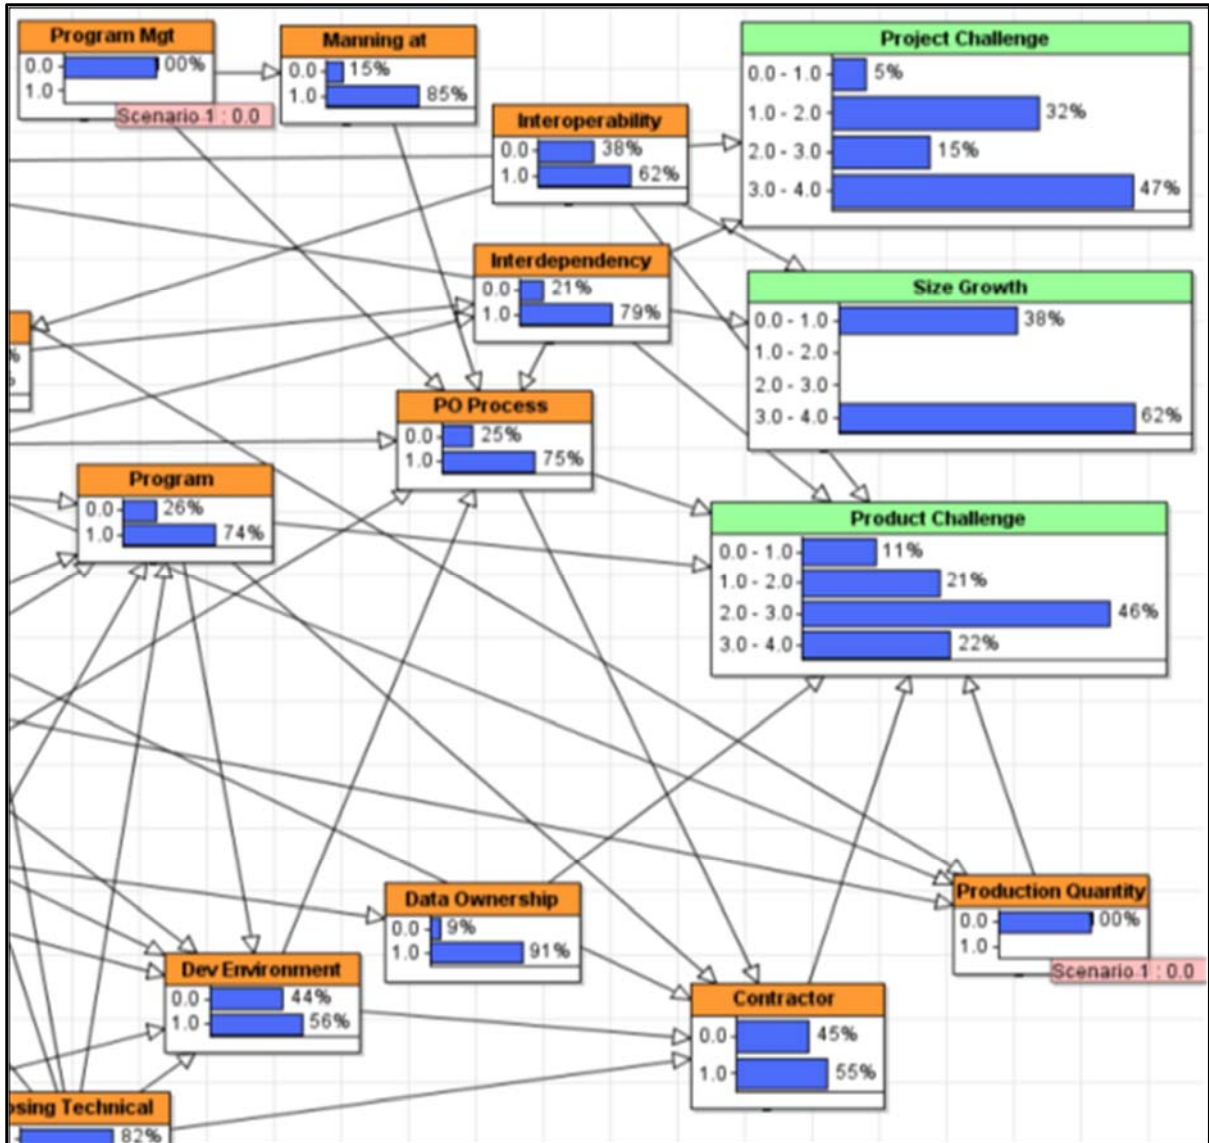 Program Mgt
0.0 00%
1.0
Scenario 1 : 0.0
Manning at
0.0 15%
1.0 85%
Project Challenge
0.0 - 1.0 5%
1.0 - 2.0 32%
2.0 - 3.0 15%
3.0 - 4.0 47%
Interoperability
0.0 38%
1.0 62%
Interdependency
0.0 21%
1.0 79%
Size Growth
0.0 - 1.0 38%
1.0 - 2.0
2.0 - 3.0
3.0 - 4.0 62%
PO Process
0.0 25%
1.0 75%
Program
0.0 26%
1.0 74%
Product Challenge
0.0 - 1.0 11%
1.0 - 2.0 21%
2.0 - 3.0 46%
3.0 - 4.0 22%
Data Ownership
0.0 9%
1.0 91%
Production Quantity
0.0 00%
1.0
Scenario 1 : 0.0
Dev Environment
0.0 44%
1.0 56%
Contractor
0.0 45%
1.0 55%
osing Technical
82%